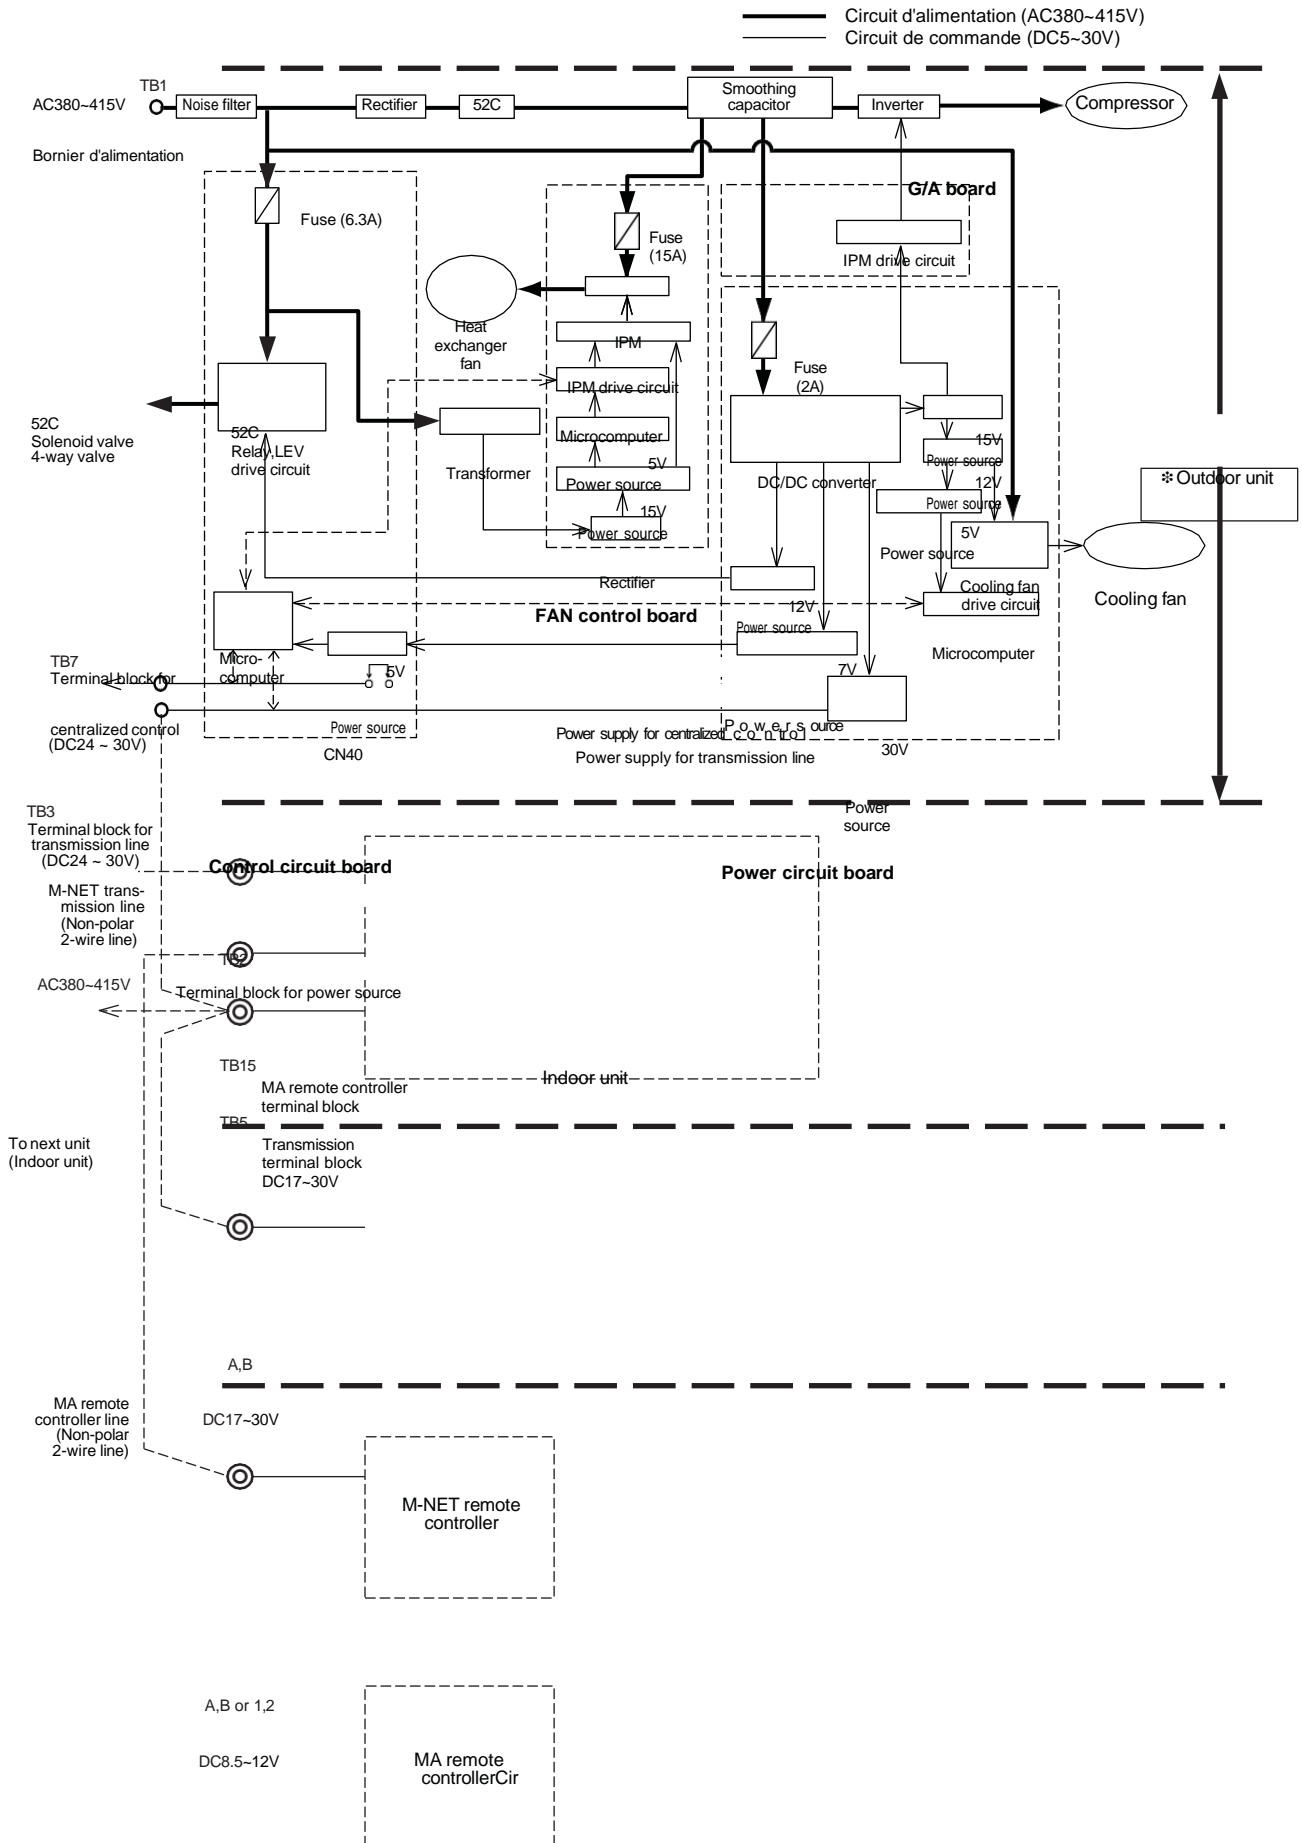 Circuit d'alimentation (AC380~415V)
Circuit de commande (DC5~30V)
TB1
AC380~415V
Noise filter
Rectifier
52C
Smoothing
capacitor
Inverter
Compressor
Bornier d'alimentation
G/A board
Fuse (6.3A)
Fuse
(15A)
IPM drive circuit
Heat
exchanger
fan
IPM
Fuse
(2A)
IPM drive circuit
52C
Solenoid valve
4-way valve
52C
Relay,LEV
drive circuit
Microcomputer
Transformer
5V
Power source
15V
Power source
DC/DC converter
15V
Power source
12V
Power source
5V
Power source
❇Outdoor unit
Rectifier
12V
Power source
Cooling fan
drive circuit
Cooling fan
FAN control board
Microcomputer
Micro-
computer
5V
7V
TB7
Terminal block for
centralized control
(DC24 ~ 30V)
Power source
CN40
Power source
Power supply for centralized control
Power supply for transmission line
30V
Power
source
TB3
Terminal block for
transmission line
(DC24 ~ 30V)
Control circuit board
Power circuit board
M-NET trans-
mission line
(Non-polar
2-wire line)
TB2
AC380~415V
Terminal block for power source
TB15
MA remote controller
terminal block
Indoor unit
TB5
To next unit
(Indoor unit)
Transmission
terminal block
DC17~30V
A,B
MA remote
controller line
(Non-polar
2-wire line)
DC17~30V
M-NET remote
controller
A,B or 1,2
DC8.5~12V
MA remote
controllerCir